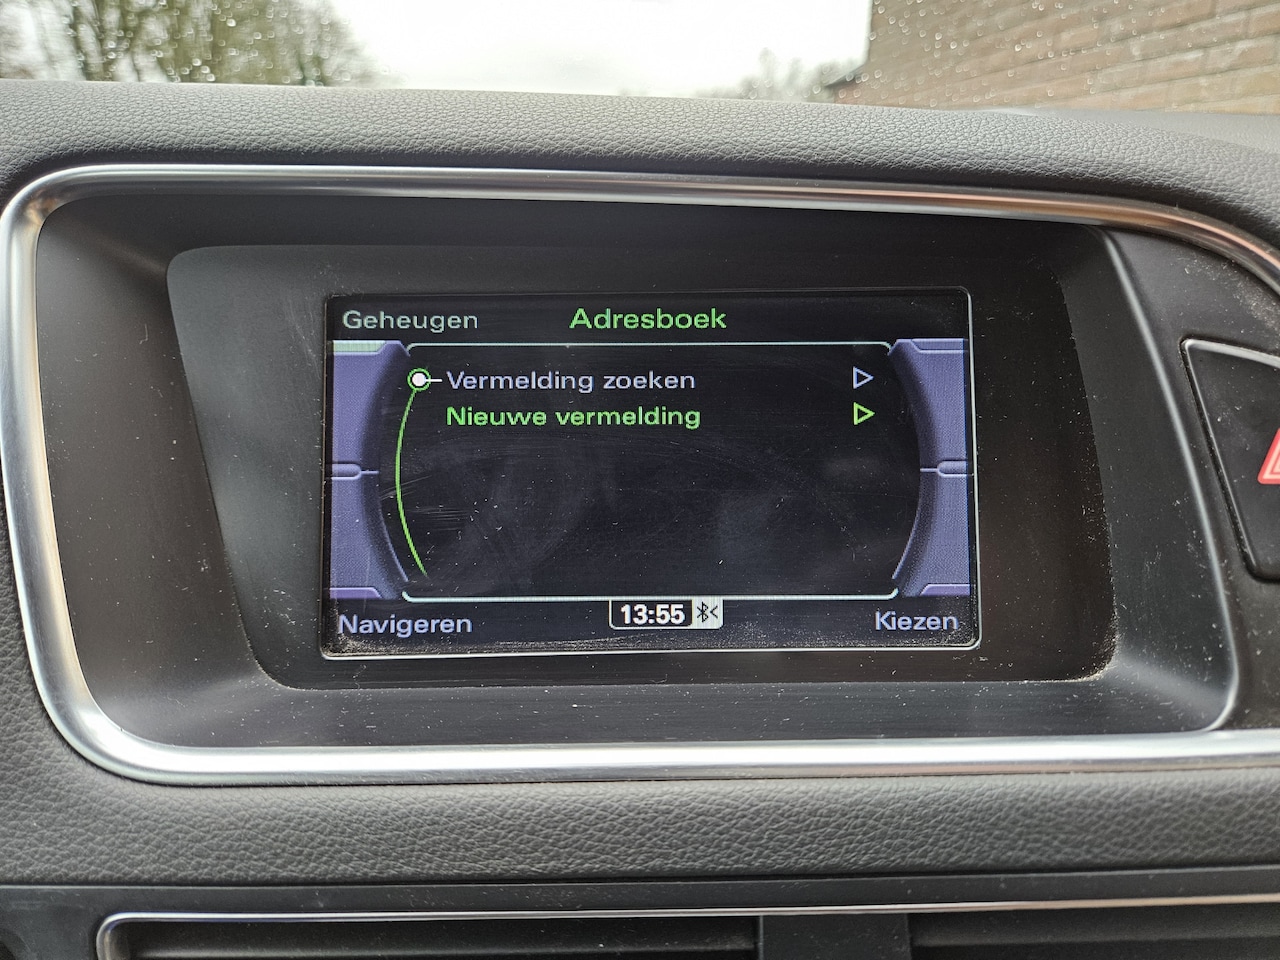 Geheugen
Adresboek
Vermelding zoeken
Nieuwe vermelding
Navigeren
13:55
Kiezen